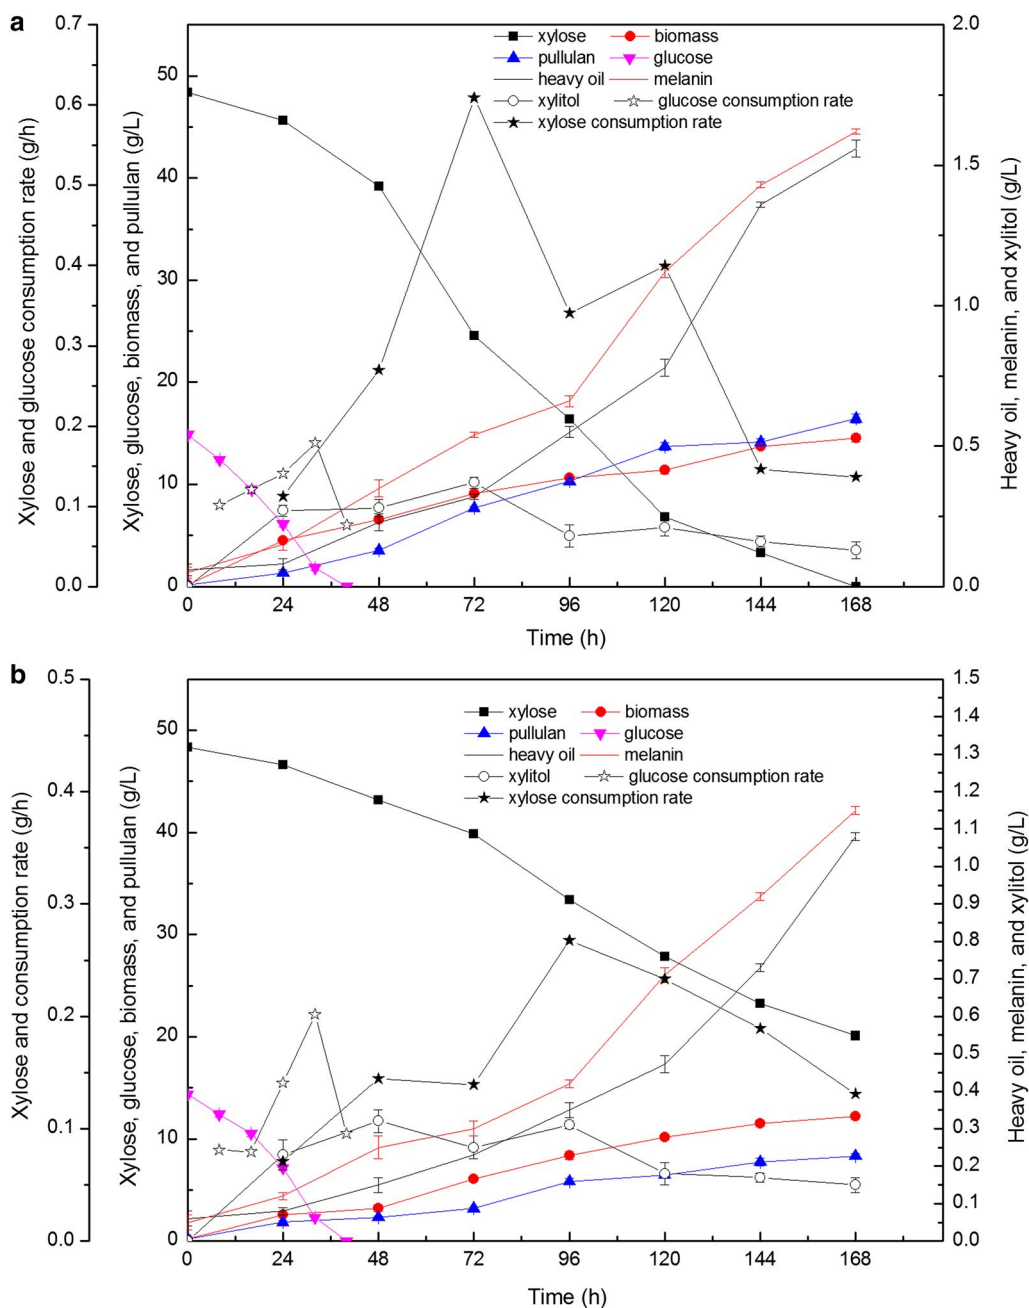 a
xylose biomass
pullulan glucose
heavy oil melanin
xylitol glucose consumption rate
xylose consumption rate
Xylose and glucose consumption rate (g/h)
0.7
0.6
0.5
0.4
0.3
0.2
0.1
0.0
Xylose, glucose, biomass, and pullulan (g/L)
50
40
30
20
10
0
Heavy oil, melanin, and xylitol (g/L)
2.0
1.5
1.0
0.5
0.0
0 24 48 72 96 120 144 168
Time (h)
b
xylose biomass
pullulan glucose
heavy oil melanin
xylitol glucose consumption rate
xylose consumption rate
Xylose and consumption rate (g/h)
0.5
0.4
0.3
0.2
0.1
0.0
Xylose, glucose, biomass, and pullulan (g/L)
50
40
30
20
10
0
Heavy oil, melanin, and xylitol (g/L)
1.5
1.4
1.3
1.2
1.1
1.0
0.9
0.8
0.7
0.6
0.5
0.4
0.3
0.2
0.1
0.0
0 24 48 72 96 120 144 168
Time (h)